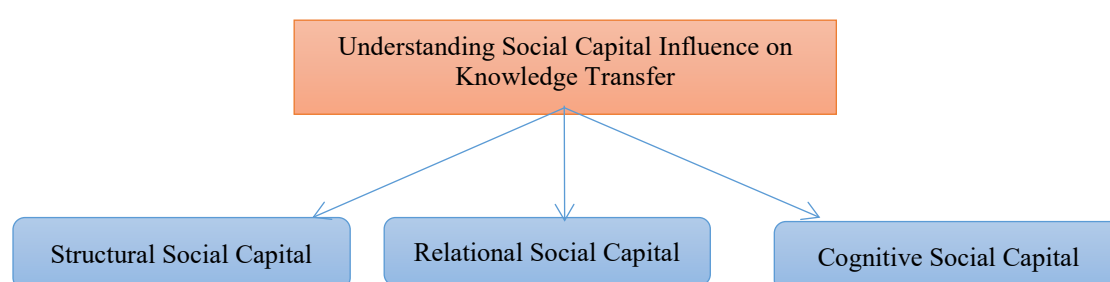 Understanding Social Capital Influence on
Knowledge Transfer
Structural Social Capital
Relational Social Capital
Cognitive Social Capital